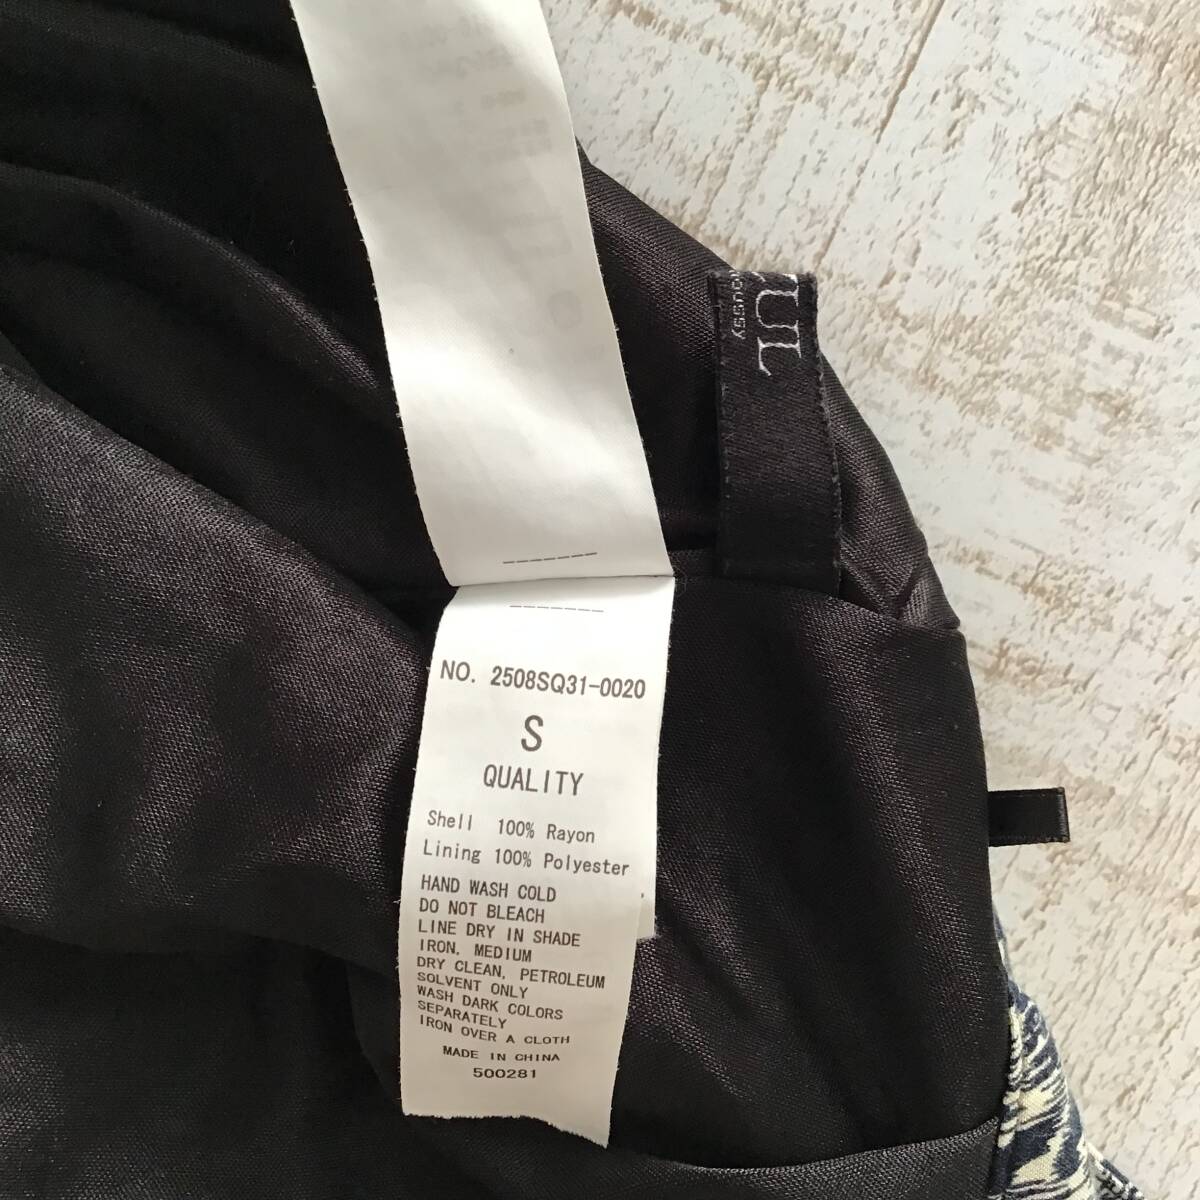 NO. 2508SQ31-0020
S
QUALITY
Shell 100% Rayon
Lining 100% Polyester
HAND WASH COLD
DO NOT BLEACH
LINE DRY IN SHADE
IRON, MEDIUM
DRY CLEAN, PETROLEUM
SOLVENT ONLY
WASH DARK COLORS
SEPARATELY
IRON OVER A CLOTH
MADE IN CHINA
500281